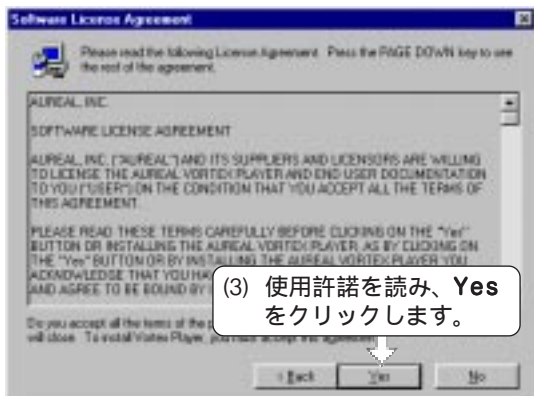 Software License Agreement
Please read the following License Agreement. Press the PAGE DOWN key to see
the rest of the agreement.
AUREAL, INC.
SOFTWARE LICENSE AGREEMENT
AUREAL, INC. ("AUREAL") AND ITS SUPPLIERS AND LICENSORS ARE WILLING
TO LICENSE THE AUREAL VORTEX PLAYER AND END USER DOCUMENTATION
TO YOU ("USER") ON THE CONDITION THAT YOU ACCEPT ALL THE TERMS OF
THIS AGREEMENT.
PLEASE READ THESE TERMS CAREFULLY BEFORE CLICKING ON THE "Yes"
BUTTON OR INSTALLING THE AUREAL VORTEX PLAYER, AS BY CLICKING ON
THE "Yes" BUTTON OR BY INSTALLING THE AUREAL VORTEX PLAYER YOU
ACKNOWLEDGE THAT YOU HA
AND AGREE TO BE BOUND BY
(3) 使用許諾を読み、Yes
をクリックします。
Do you accept all the terms of the
will close. To install Vortex Player, you must accept this agreement.
< Back
Yes
No